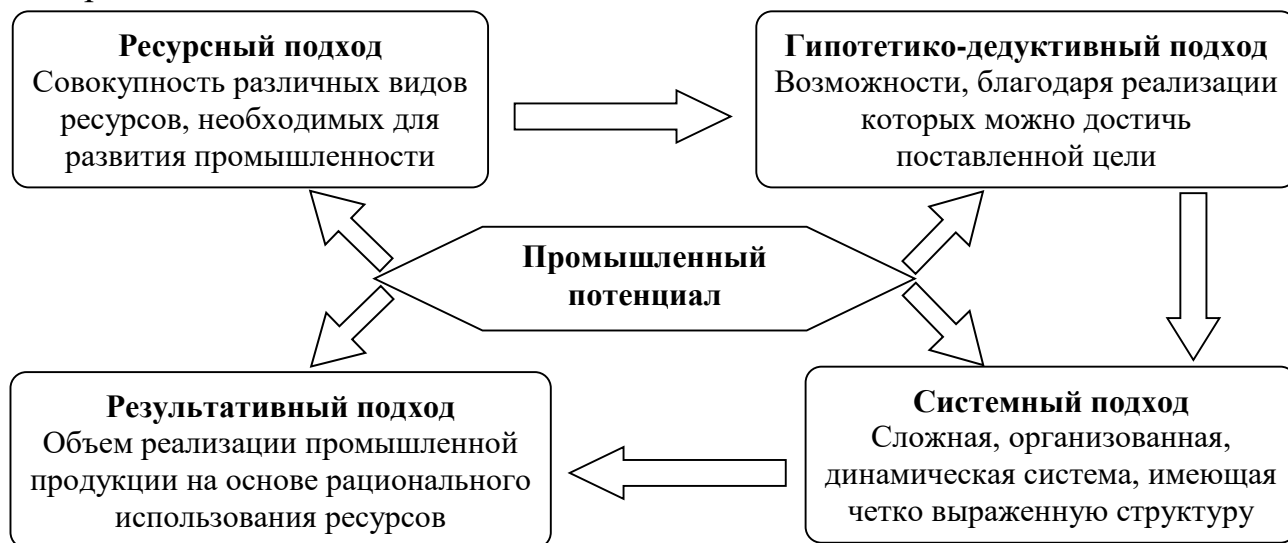 Ресурсный подход
Совокупность различных видов
ресурсов, необходимых для
развития промышленности
Гипотетико-дедуктивный подход
Возможности, благодаря реализации
которых можно достичь
поставленной цели
Промышленный
потенциал
Результативный подход
Объем реализации промышленной
продукции на основе рационального
использования ресурсов
Системный подход
Сложная, организованная,
динамическая система, имеющая
четко выраженную структуру